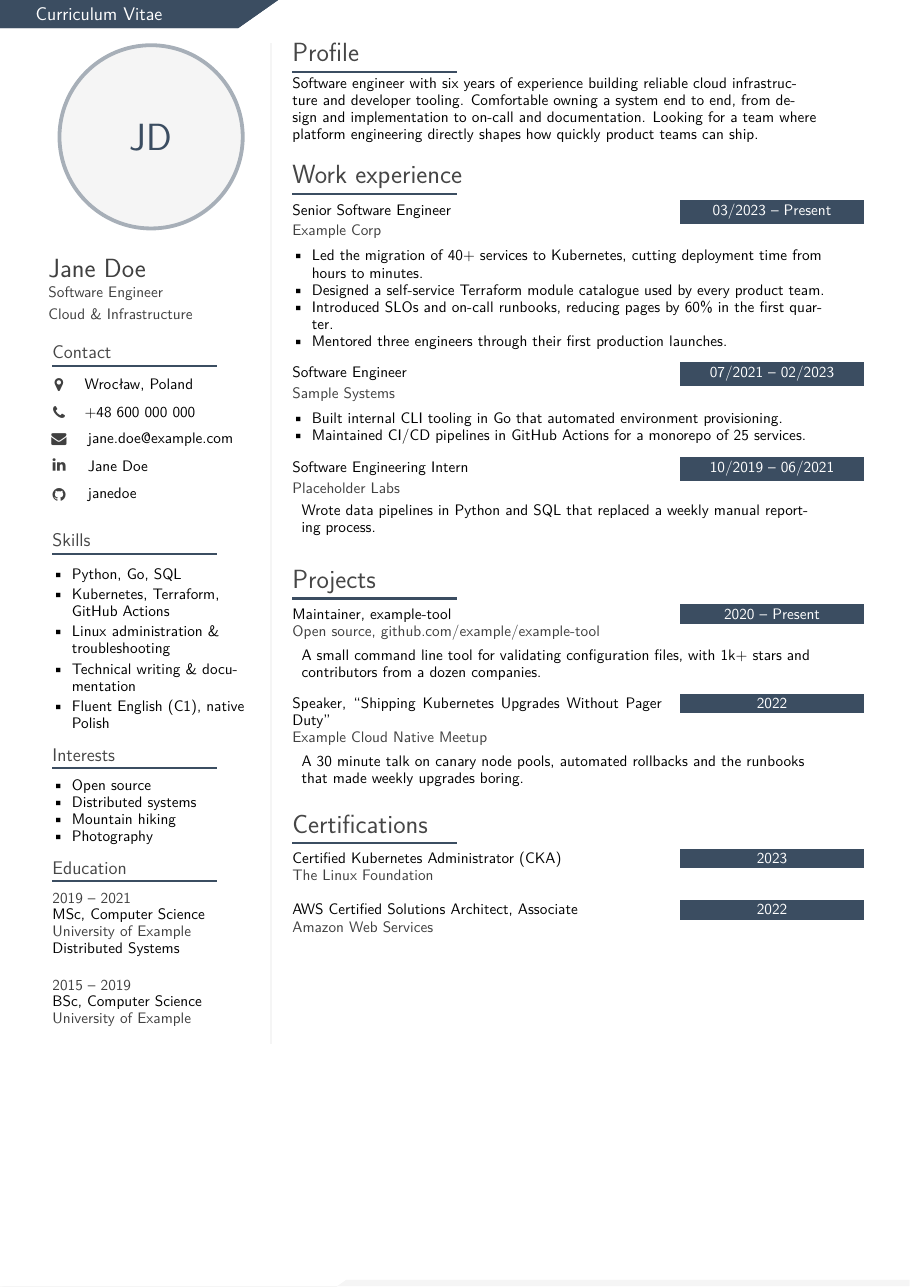 Curriculum Vitae
JD
Jane Doe
Software Engineer
Cloud & Infrastructure
Contact
Wrocław, Poland
+48 600 000 000
jane.doe@example.com
Jane Doe
janedoe
Skills
▪ Python, Go, SQL
▪ Kubernetes, Terraform,
GitHub Actions
▪ Linux administration &
troubleshooting
▪ Technical writing & docu-
mentation
▪ Fluent English (C1), native
Polish
Interests
▪ Open source
▪ Distributed systems
▪ Mountain hiking
▪ Photography
Education
2019 – 2021
MSc, Computer Science
University of Example
Distributed Systems
2015 – 2019
BSc, Computer Science
University of Example
Profile
Software engineer with six years of experience building reliable cloud infrastruc-
ture and developer tooling. Comfortable owning a system end to end, from de-
sign and implementation to on-call and documentation. Looking for a team where
platform engineering directly shapes how quickly product teams can ship.
Work experience
Senior Software Engineer 03/2023 – Present
Example Corp
▪ Led the migration of 40+ services to Kubernetes, cutting deployment time from
hours to minutes.
▪ Designed a self-service Terraform module catalogue used by every product team.
▪ Introduced SLOs and on-call runbooks, reducing pages by 60% in the first quar-
ter.
▪ Mentored three engineers through their first production launches.
Software Engineer 07/2021 – 02/2023
Sample Systems
▪ Built internal CLI tooling in Go that automated environment provisioning.
▪ Maintained CI/CD pipelines in GitHub Actions for a monorepo of 25 services.
Software Engineering Intern 10/2019 – 06/2021
Placeholder Labs
Wrote data pipelines in Python and SQL that replaced a weekly manual report-
ing process.
Projects
Maintainer, example-tool 2020 – Present
Open source, github.com/example/example-tool
A small command line tool for validating configuration files, with 1k+ stars and
contributors from a dozen companies.
Speaker, “Shipping Kubernetes Upgrades Without Pager 2022
Duty”
Example Cloud Native Meetup
A 30 minute talk on canary node pools, automated rollbacks and the runbooks
that made weekly upgrades boring.
Certifications
Certified Kubernetes Administrator (CKA) 2023
The Linux Foundation
AWS Certified Solutions Architect, Associate 2022
Amazon Web Services